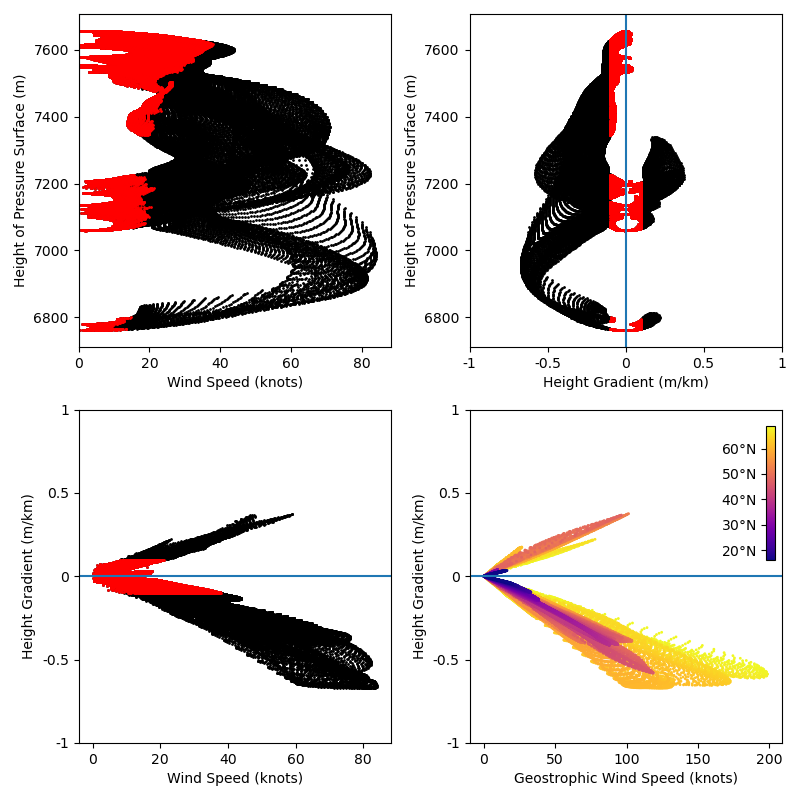 7600
7400
7200
7000
6800
Height of Pressure Surface (m)
0 20 40 60 80
Wind Speed (knots)
7600
7400
7200
7000
6800
Height of Pressure Surface (m)
-1 -0.5 0 0.5 1
Height Gradient (m/km)
1
0.5
0
-0.5
-1
Height Gradient (m/km)
0 20 40 60 80
Wind Speed (knots)
1
0.5
0
-0.5
-1
Height Gradient (m/km)
60°N
50°N
40°N
30°N
20°N
0 50 100 150 200
Geostrophic Wind Speed (knots)